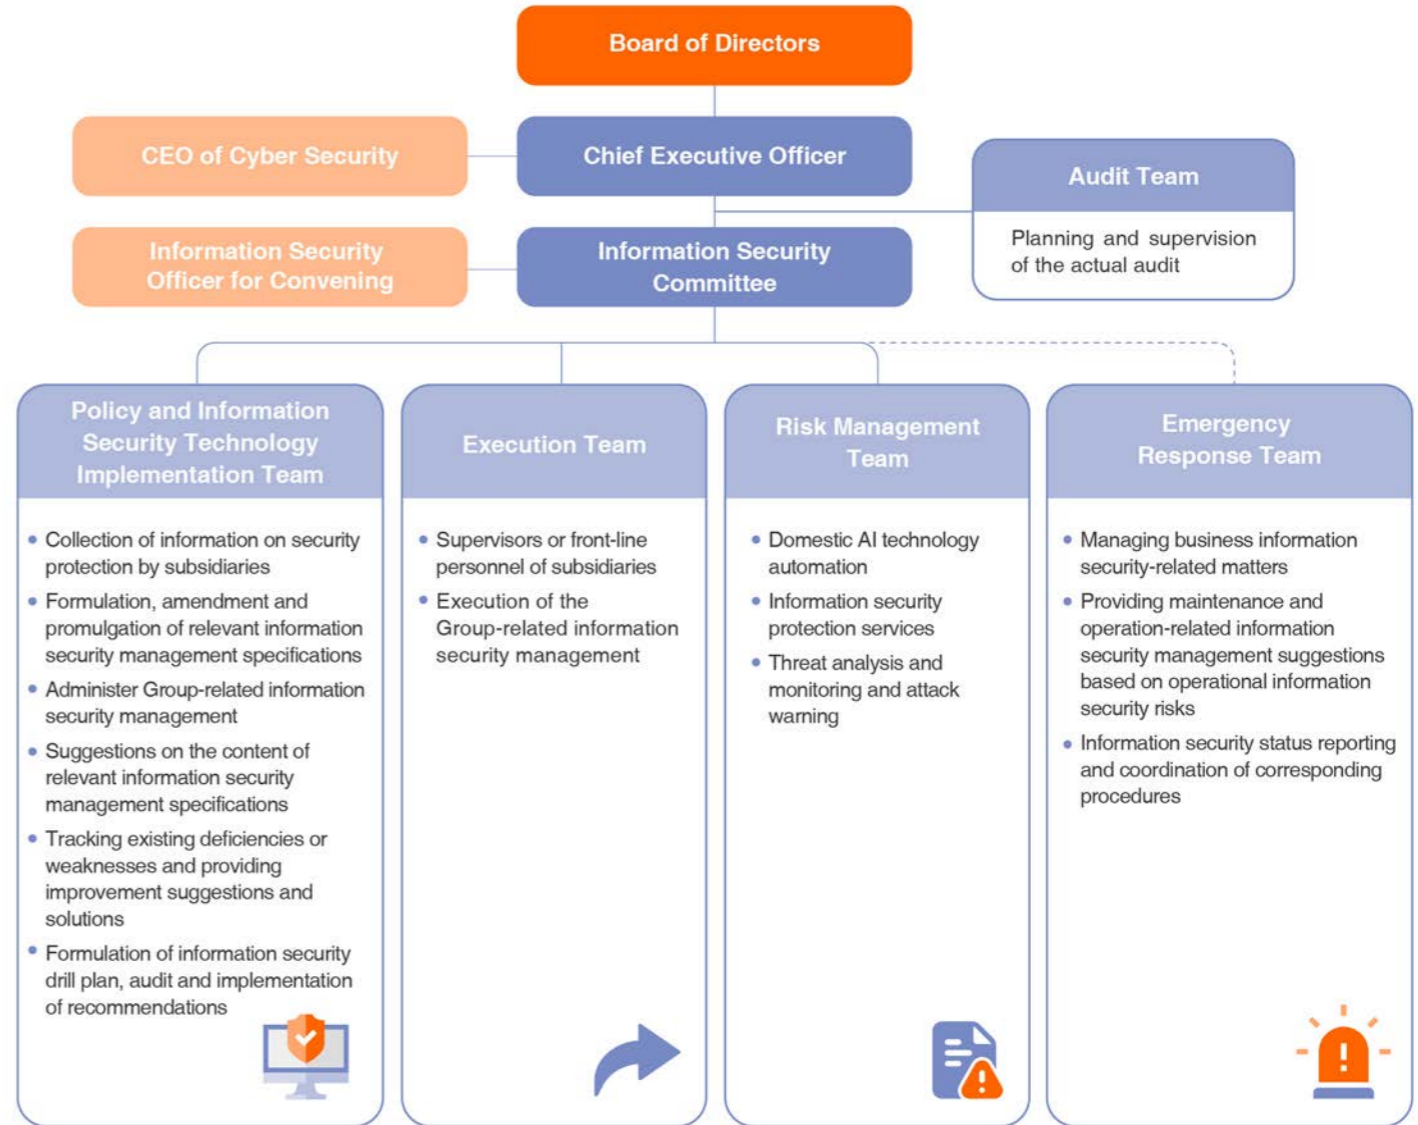 Board of Directors
CEO of Cyber Security
Chief Executive Officer
Audit Team
Planning and supervision
of the actual audit
Information Security
Officer for Convening
Information Security
Committee
Policy and Information
Security Technology
Implementation Team
• Collection of information on security
protection by subsidiaries
• Formulation, amendment and
promulgation of relevant information
security management specifications
• Administer Group-related information
security management
• Suggestions on the content of
relevant information security
management specifications
• Tracking existing deficiencies or
weaknesses and providing
improvement suggestions and
solutions
• Formulation of information security
drill plan, audit and implementation
of recommendations
Execution Team
• Supervisors or front-line
personnel of subsidiaries
• Execution of the
Group-related information
security management
Risk Management
Team
• Domestic AI technology
automation
• Information security
protection services
• Threat analysis and
monitoring and attack
warning
Emergency
Response Team
• Managing business information
security-related matters
• Providing maintenance and
operation-related information
security management suggestions
based on operational information
security risks
• Information security status reporting
and coordination of corresponding
procedures